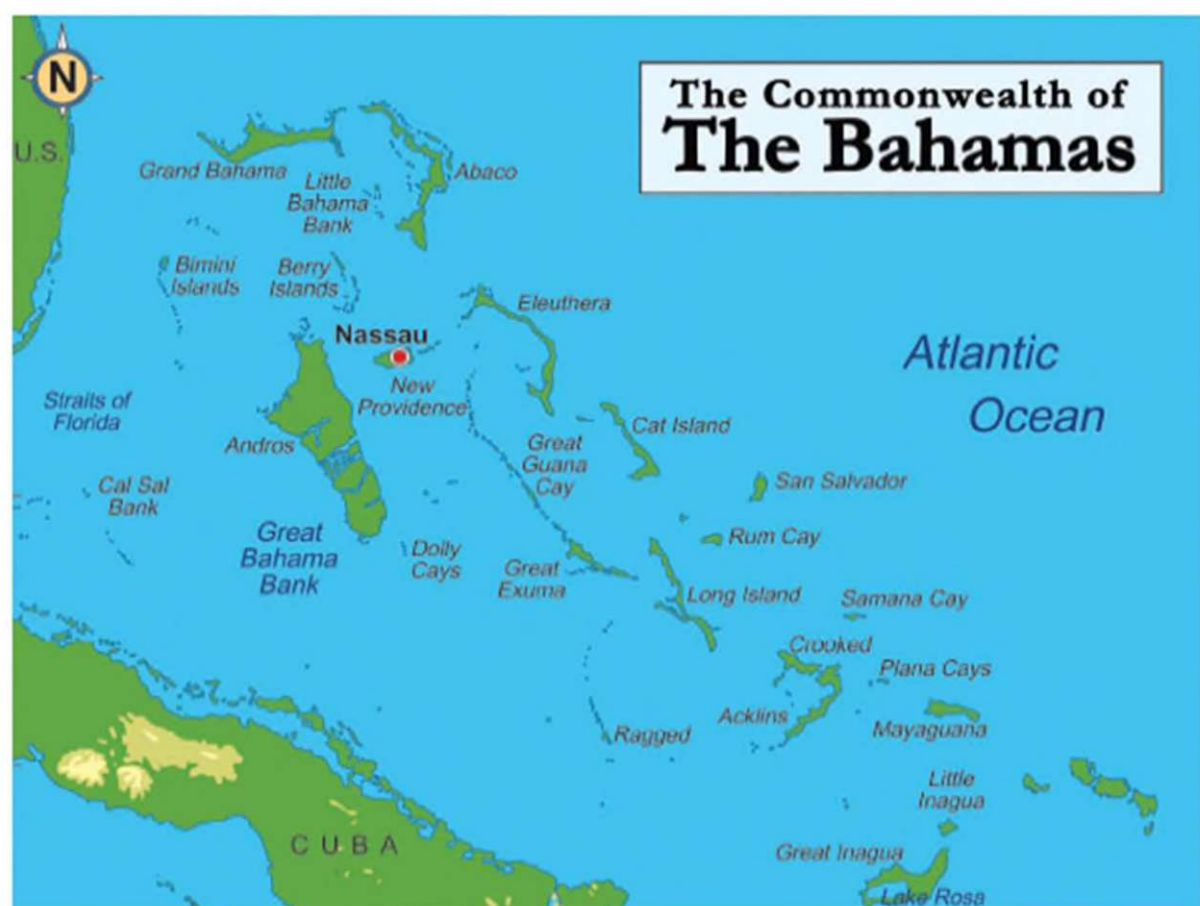 N
The Commonwealth of
The Bahamas
U.S.
Grand Bahama
Little
Bahama
Bank
Abaco
Bimini
Islands
Berry
Islands
Eleuthera
Nassau
New
Providence
Atlantic
Ocean
Straits of
Florida
Andros
Cat Island
Great
Guana
Cay
Cal Sal
Bank
San Salvador
Great
Bahama
Bank
Dolly
Cays
Rum Cay
Great
Exuma
Long Island
Samana Cay
Crooked
Plana Cays
Acklins
Mayaguana
Ragged
Little
Inagua
CUBA
Great Inagua
Lake Rosa